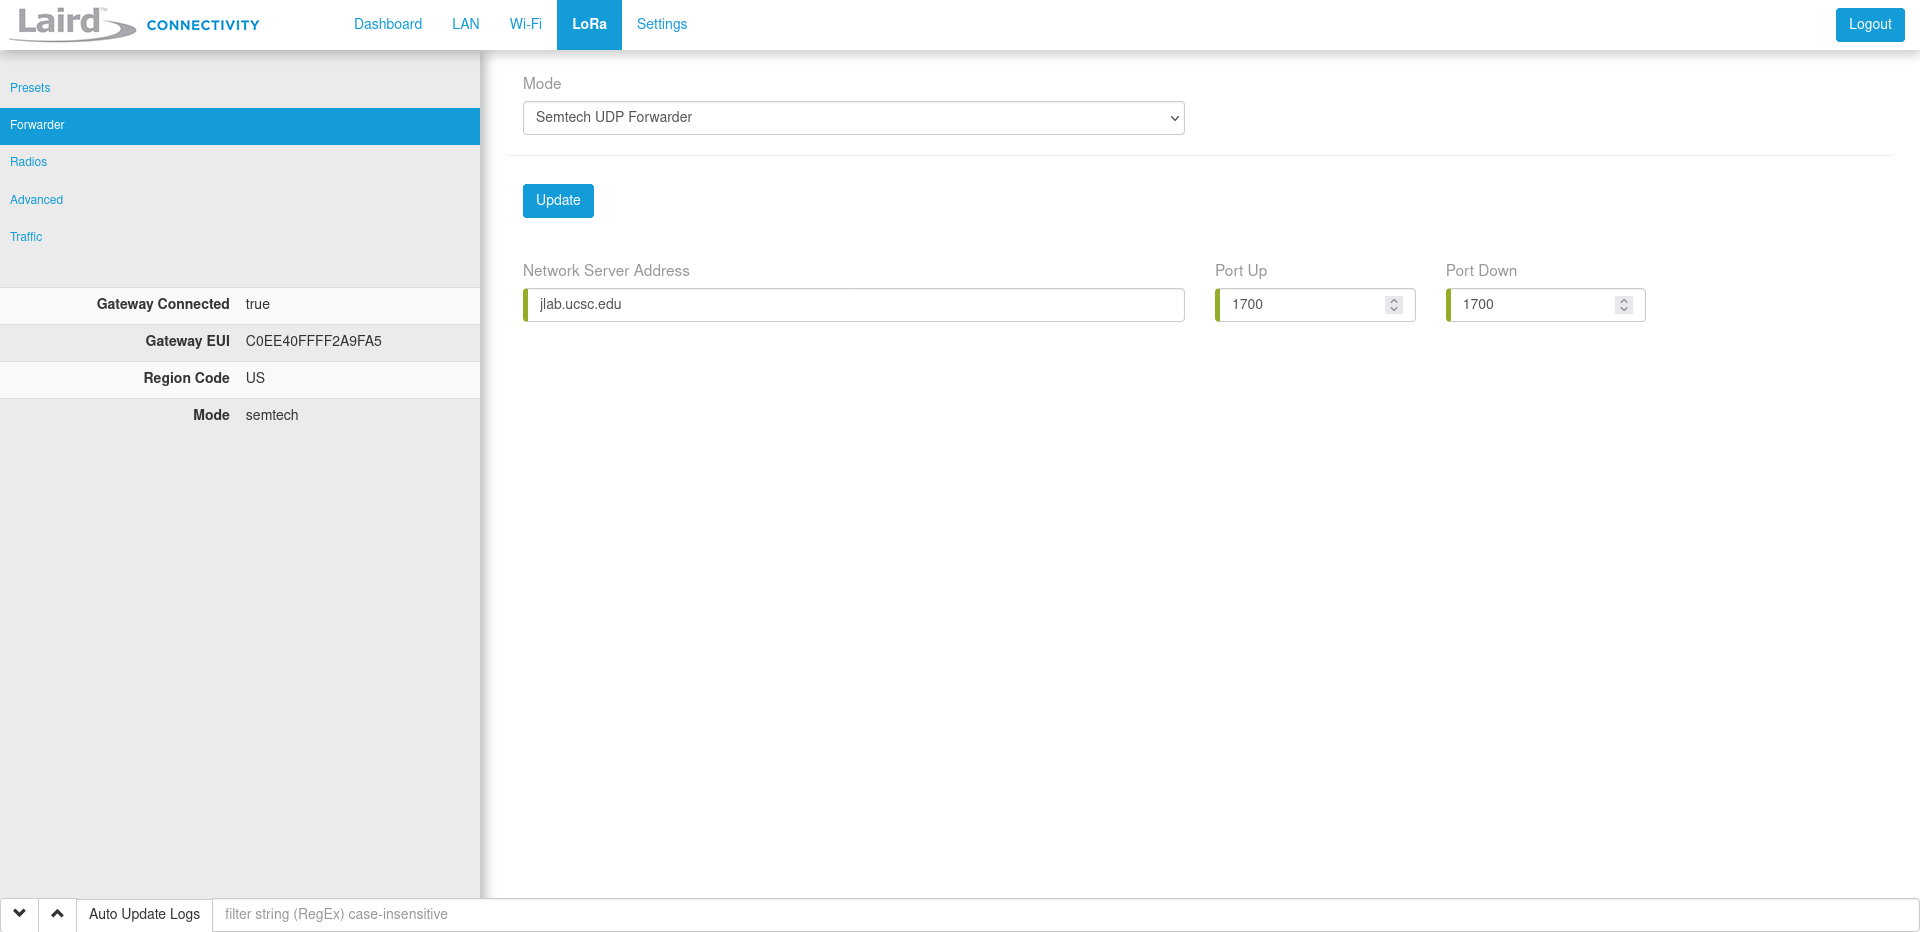 Laird™ CONNECTIVITY
Dashboard LAN Wi-Fi LoRa Settings Logout
Presets
Forwarder
Radios
Advanced
Traffic
Gateway Connected true
Gateway EUI C0EE40FFFF2A9FA5
Region Code US
Mode semtech
Mode
Semtech UDP Forwarder
Update
Network Server Address Port Up Port Down
jlab.ucsc.edu 1700 1700
Auto Update Logs filter string (RegEx) case-insensitive